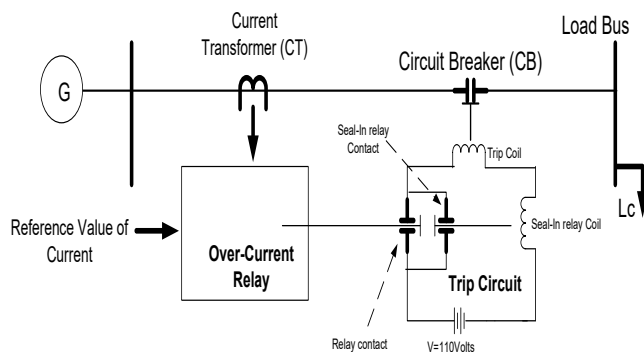 Current
Transformer (CT)
Load Bus
Circuit Breaker (CB)
G
Seal-In relay
Contact
Trip Coil
Lc
Reference Value of
Current
Seal-In relay Coil
Over-Current
Relay
Trip Circuit
Relay contact
V=110Volts